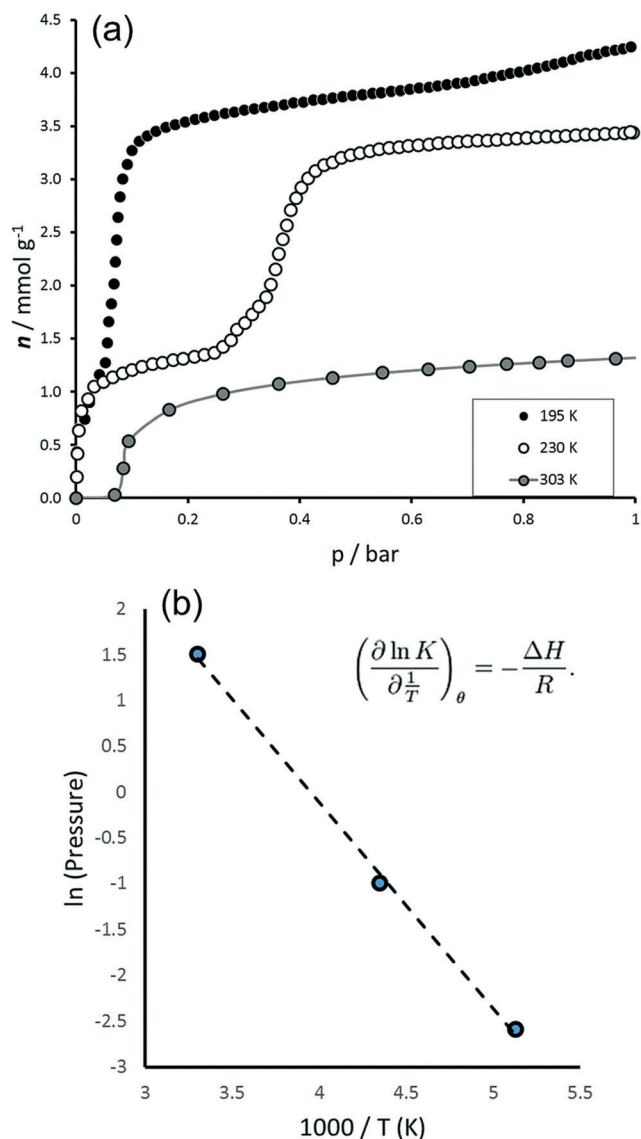 (a)
4.5
4.0
3.5
3.0
2.5
2.0
1.5
1.0
0.5
0.0
n / mmol g⁻¹
195 K
230 K
303 K
0 0.2 0.4 0.6 0.8 1
p / bar
(b)
2
1.5
1
0.5
0
-0.5
-1
-1.5
-2
-2.5
-3
ln (Pressure)
(∂ ln K / ∂ 1/T)θ = − ΔH / R .
3 3.5 4 4.5 5 5.5
1000 / T (K)